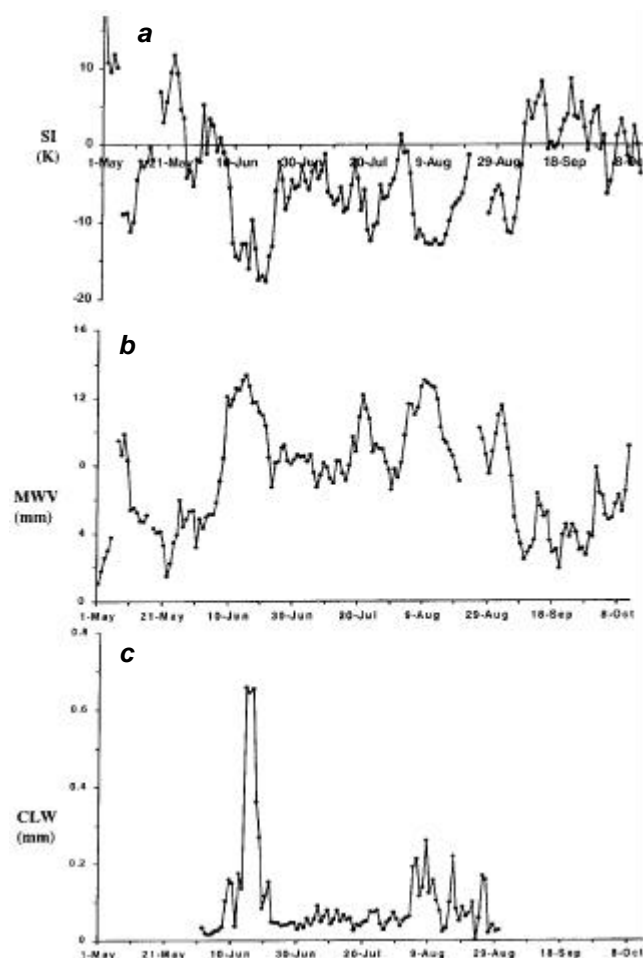 a
10
SI
(K)
0
1-May 21-May 10-Jun 30-Jun 20-Jul 9-Aug 29-Aug 18-Sep 8-Oct
-10
-20
16
b
12
8
MWV
(mm)
4
0
1-May 21-May 10-Jun 30-Jun 20-Jul 9-Aug 29-Aug 18-Sep 8-Oct
0.8
c
0.6
0.4
CLW
(mm)
0.2
0
1-May 21-May 10-Jun 30-Jun 20-Jul 9-Aug 29-Aug 18-Sep 8-Oct